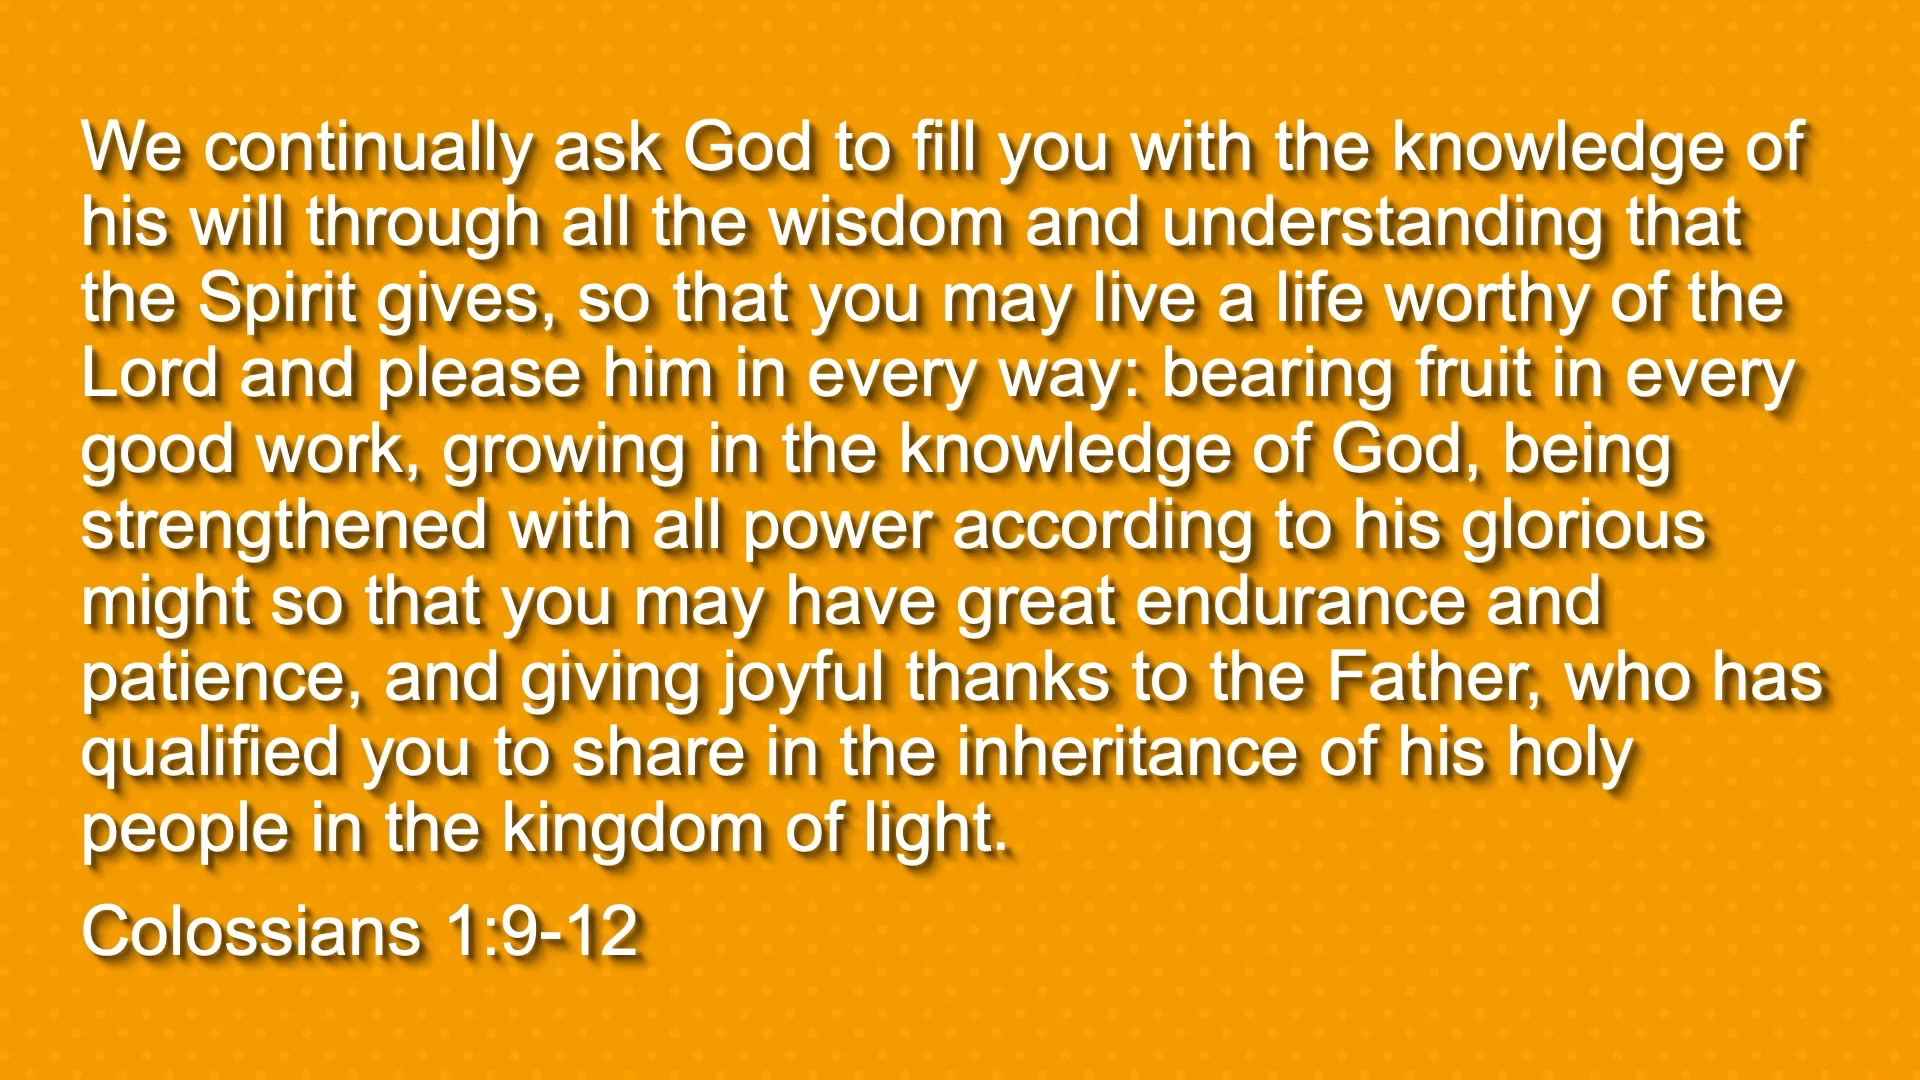 We continually ask God to fill you with the knowledge of
his will through all the wisdom and understanding that
the Spirit gives, so that you may live a life worthy of the
Lord and please him in every way: bearing fruit in every
good work, growing in the knowledge of God, being
strengthened with all power according to his glorious
might so that you may have great endurance and
patience, and giving joyful thanks to the Father, who has
qualified you to share in the inheritance of his holy
people in the kingdom of light.
Colossians 1:9-12